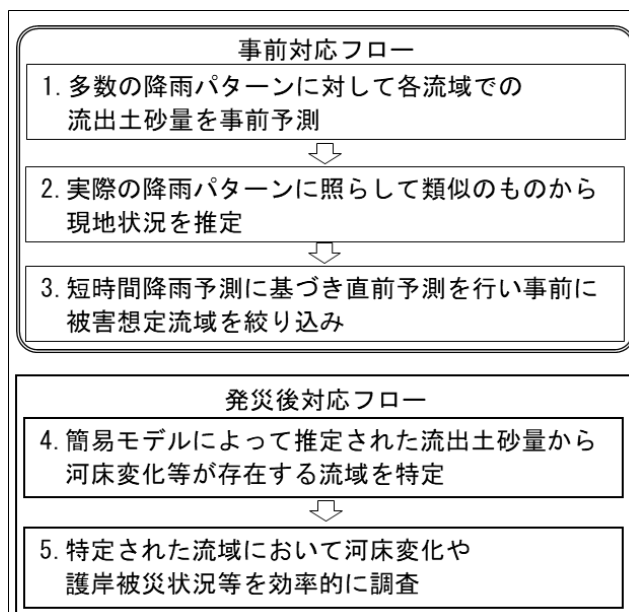 事前対応フロー
1. 多数の降雨パターンに対して各流域での
流出土砂量を事前予測
2. 実際の降雨パターンに照らして類似のものから
現地状況を推定
3. 短時間降雨予測に基づき直前予測を行い事前に
被害想定流域を絞り込み
発災後対応フロー
4. 簡易モデルによって推定された流出土砂量から
河床変化等が存在する流域を特定
5. 特定された流域において河床変化や
護岸被災状況等を効率的に調査